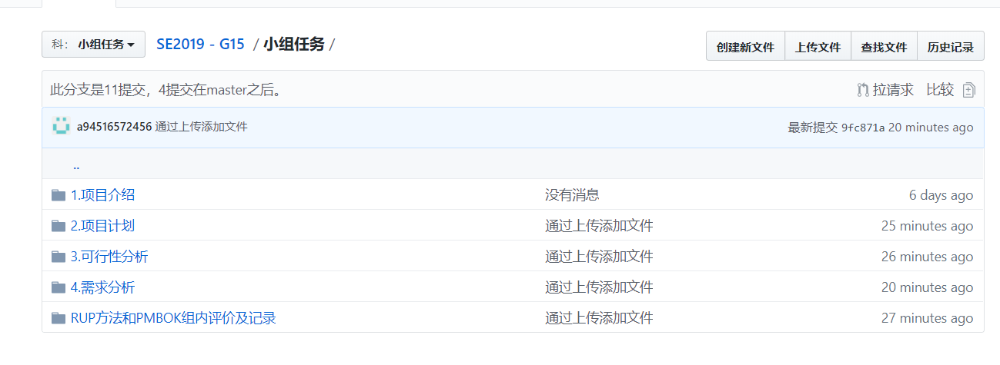 科： 小组任务 SE2019 - G15 / 小组任务 / 创建新文件 上传文件 查找文件 历史记录
此分支是11提交，4提交在master之后。 拉请求 比较
a94516572456 通过上传添加文件 最新提交 9fc871a 20 minutes ago
..
1.项目介绍 没有消息 6 days ago
2.项目计划 通过上传添加文件 25 minutes ago
3.可行性分析 通过上传添加文件 26 minutes ago
4.需求分析 通过上传添加文件 20 minutes ago
RUP方法和PMBOK组内评价及记录 通过上传添加文件 27 minutes ago